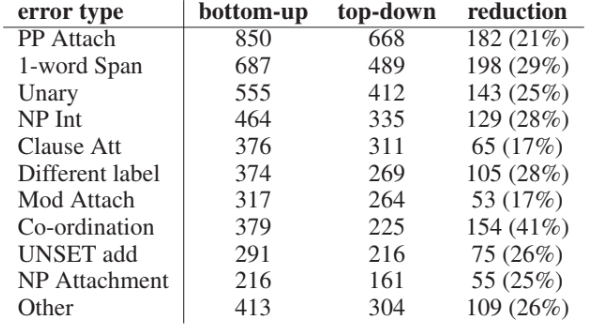 error type bottom-up top-down reduction
PP Attach 850 668 182 (21%)
1-word Span 687 489 198 (29%)
Unary 555 412 143 (25%)
NP Int 464 335 129 (28%)
Clause Att 376 311 65 (17%)
Different label 374 269 105 (28%)
Mod Attach 317 264 53 (17%)
Co-ordination 379 225 154 (41%)
UNSET add 291 216 75 (26%)
NP Attachment 216 161 55 (25%)
Other 413 304 109 (26%)